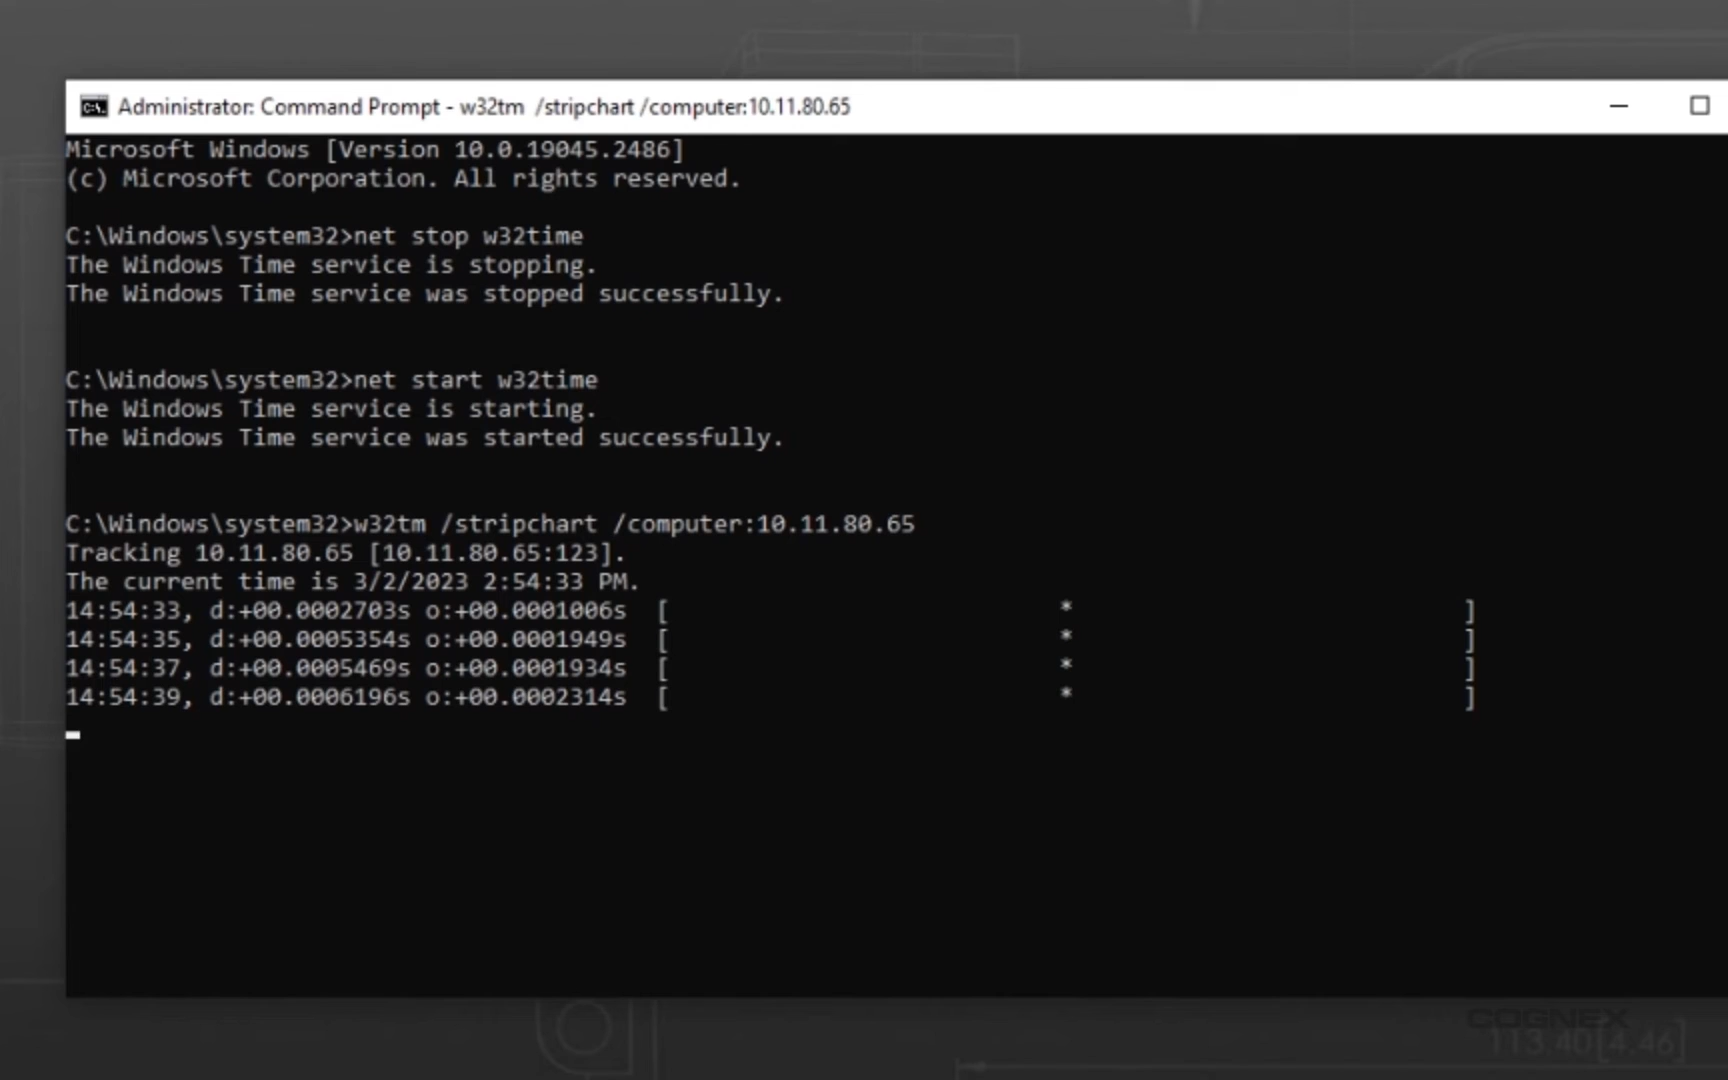 Administrator: Command Prompt - w32tm /stripchart /computer:10.11.80.65
Microsoft Windows [Version 10.0.19045.2486]
(c) Microsoft Corporation. All rights reserved.
C:\Windows\system32>net stop w32time
The Windows Time service is stopping.
The Windows Time service was stopped successfully.
C:\Windows\system32>net start w32time
The Windows Time service is starting.
The Windows Time service was started successfully.
C:\Windows\system32>w32tm /stripchart /computer:10.11.80.65
Tracking 10.11.80.65 [10.11.80.65:123].
The current time is 3/2/2023 2:54:33 PM.
14:54:33, d:+00.0002703s o:+00.0001006s [ * ]
14:54:35, d:+00.0005354s o:+00.0001949s [ * ]
14:54:37, d:+00.0005469s o:+00.0001934s [ * ]
14:54:39, d:+00.0006196s o:+00.0002314s [ * ]
COGNEX
113.40[4.46]